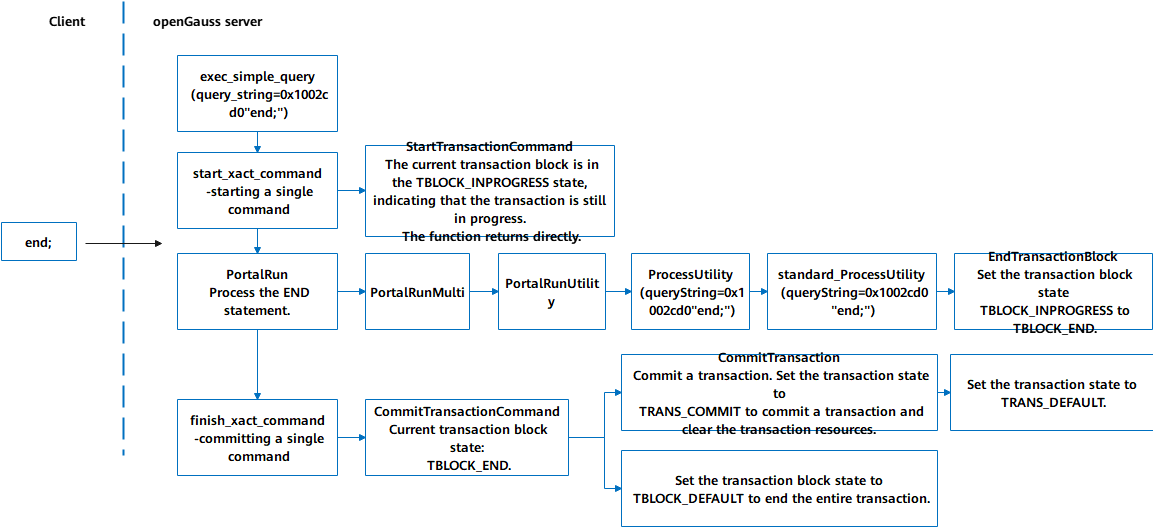 Client
openGauss server
exec_simple_query
(query_string=0x1002c
d0"end;")
start_xact_command
-starting a single
command
StartTransactionCommand
The current transaction block is in
the TBLOCK_INPROGRESS state,
indicating that the transaction is still
in progress.
The function returns directly.
end;
PortalRun
Process the END
statement.
PortalRunMulti
PortalRunUtilit
y
ProcessUtility
(queryString=0x1
002cd0"end;")
standard_ProcessUtility
(queryString=0x1002cd0
"end;")
EndTransactionBlock
Set the transaction block
state
TBLOCK_INPROGRESS to
TBLOCK_END.
finish_xact_command
-committing a single
command
CommitTransactionCommand
Current transaction block
state:
TBLOCK_END.
CommitTransaction
Commit a transaction. Set the transaction state
to
TRANS_COMMIT to commit a transaction and
clear the transaction resources.
Set the transaction state to
TRANS_DEFAULT.
Set the transaction block state to
TBLOCK_DEFAULT to end the entire transaction.